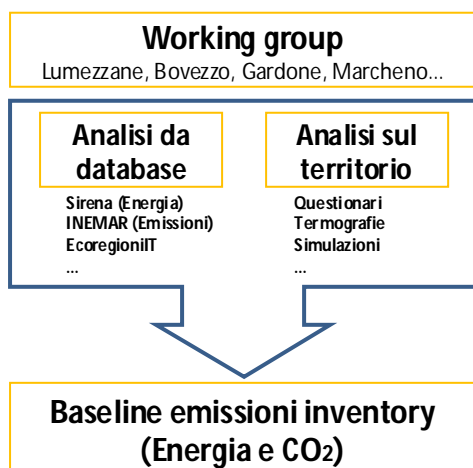 Working group
Lumezzane, Bovezzo, Gardone, Marcheno...
Analisi da
database
Sirena (Energia)
INEMAR (Emissioni)
EcoregioniIT
...
Analisi sul
territorio
Questionari
Termografie
Simulazioni
...
Baseline emissioni inventory
(Energia e CO2)